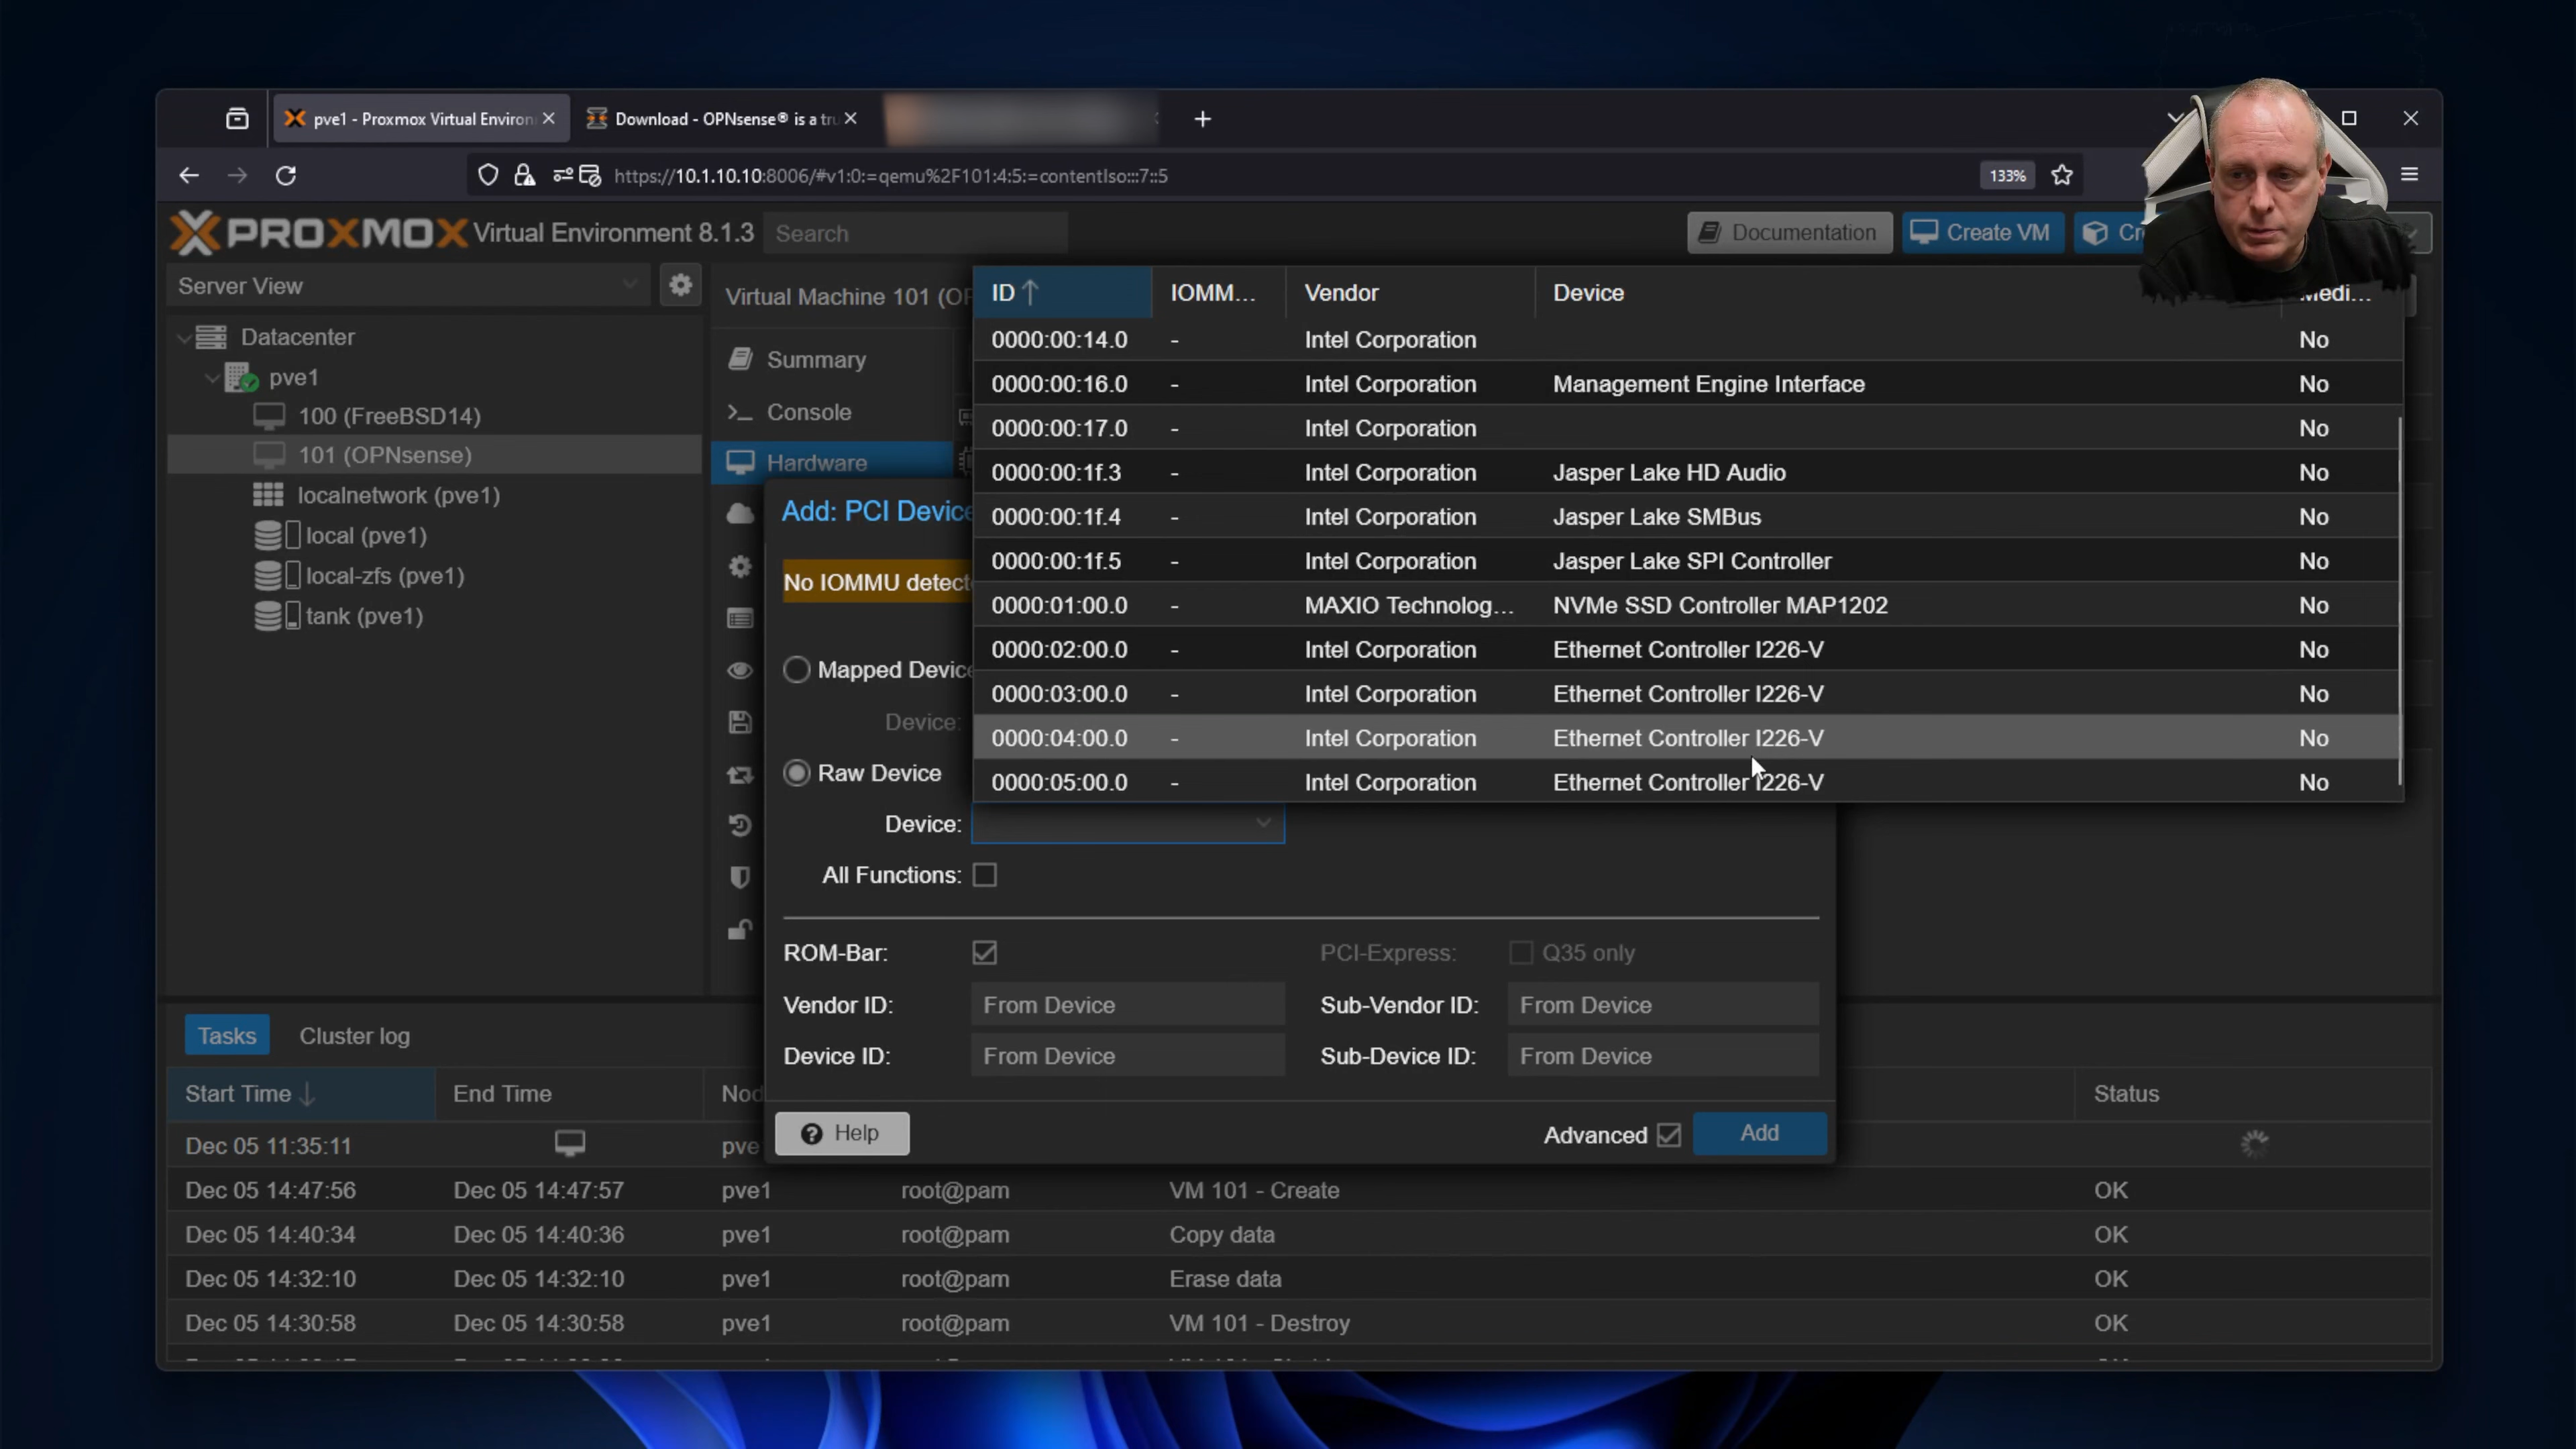 pve1 - Proxmox Virtual Environ
Download - OPNsense® is a tru
https://10.1.10.10:8006/#v1:0:=qemu%2F101:4:5:=contentIso:::7::5
133%
PROXMOX Virtual Environment 8.1.3
Search
Documentation
Create VM
Cr
Server View
Datacenter
pve1
100 (FreeBSD14)
101 (OPNsense)
localnetwork (pve1)
local (pve1)
local-zfs (pve1)
tank (pve1)
Virtual Machine 101 (OP
Summary
Console
Hardware
Add: PCI Device
No IOMMU detect
Mapped Device
Device:
Raw Device
Device:
All Functions:
ID IOMM... Vendor Device Medi...
0000:00:14.0 - Intel Corporation No
0000:00:16.0 - Intel Corporation Management Engine Interface No
0000:00:17.0 - Intel Corporation No
0000:00:1f.3 - Intel Corporation Jasper Lake HD Audio No
0000:00:1f.4 - Intel Corporation Jasper Lake SMBus No
0000:00:1f.5 - Intel Corporation Jasper Lake SPI Controller No
0000:01:00.0 - MAXIO Technolog... NVMe SSD Controller MAP1202 No
0000:02:00.0 - Intel Corporation Ethernet Controller I226-V No
0000:03:00.0 - Intel Corporation Ethernet Controller I226-V No
0000:04:00.0 - Intel Corporation Ethernet Controller I226-V No
0000:05:00.0 - Intel Corporation Ethernet Controller I226-V No
ROM-Bar: PCI-Express: Q35 only
Vendor ID: From Device Sub-Vendor ID: From Device
Device ID: From Device Sub-Device ID: From Device
Help Advanced Add
Tasks Cluster log
Start Time End Time Nod Status
Dec 05 11:35:11 pve
Dec 05 14:47:56 Dec 05 14:47:57 pve1 root@pam VM 101 - Create OK
Dec 05 14:40:34 Dec 05 14:40:36 pve1 root@pam Copy data OK
Dec 05 14:32:10 Dec 05 14:32:10 pve1 root@pam Erase data OK
Dec 05 14:30:58 Dec 05 14:30:58 pve1 root@pam VM 101 - Destroy OK